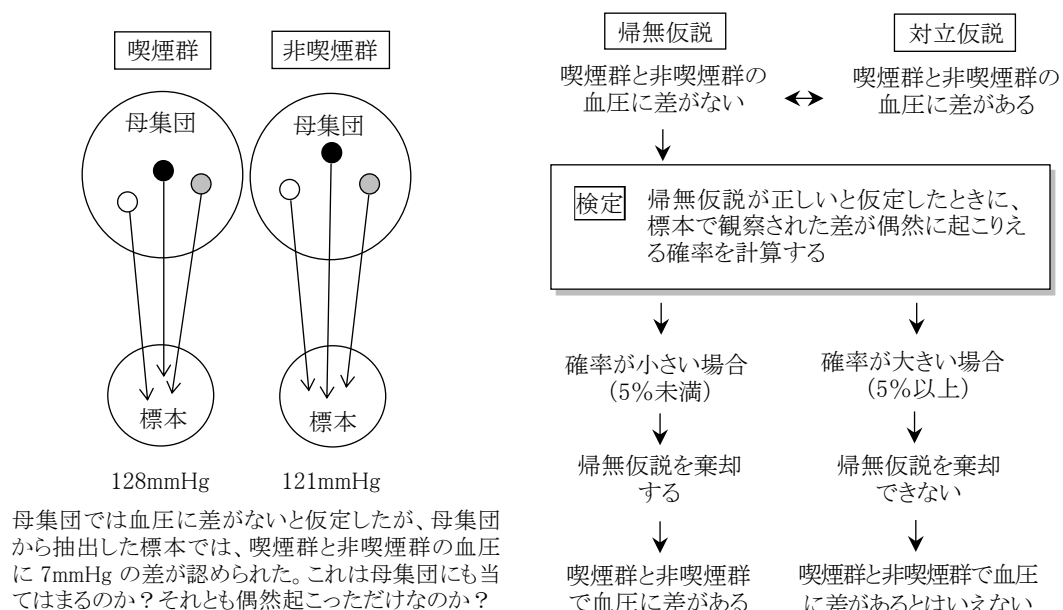 喫煙群
非喫煙群
母集団
母集団
標本
標本
128mmHg
121mmHg
母集団では血圧に差がないと仮定したが、母集団
から抽出した標本では、喫煙群と非喫煙群の血圧
に 7mmHg の差が認められた。これは母集団にも当
てはまるのか？それとも偶然起こっただけなのか？
帰無仮説
対立仮説
喫煙群と非喫煙群の
血圧に差がない
喫煙群と非喫煙群の
血圧に差がある
検定
帰無仮説が正しいと仮定したときに、
標本で観察された差が偶然に起こりえ
る確率を計算する
確率が小さい場合
（5％未満）
確率が大きい場合
（5％以上）
帰無仮説を棄却
する
帰無仮説を棄却
できない
喫煙群と非喫煙群
で血圧に差がある
喫煙群と非喫煙群で血圧
に差があるとはいえない